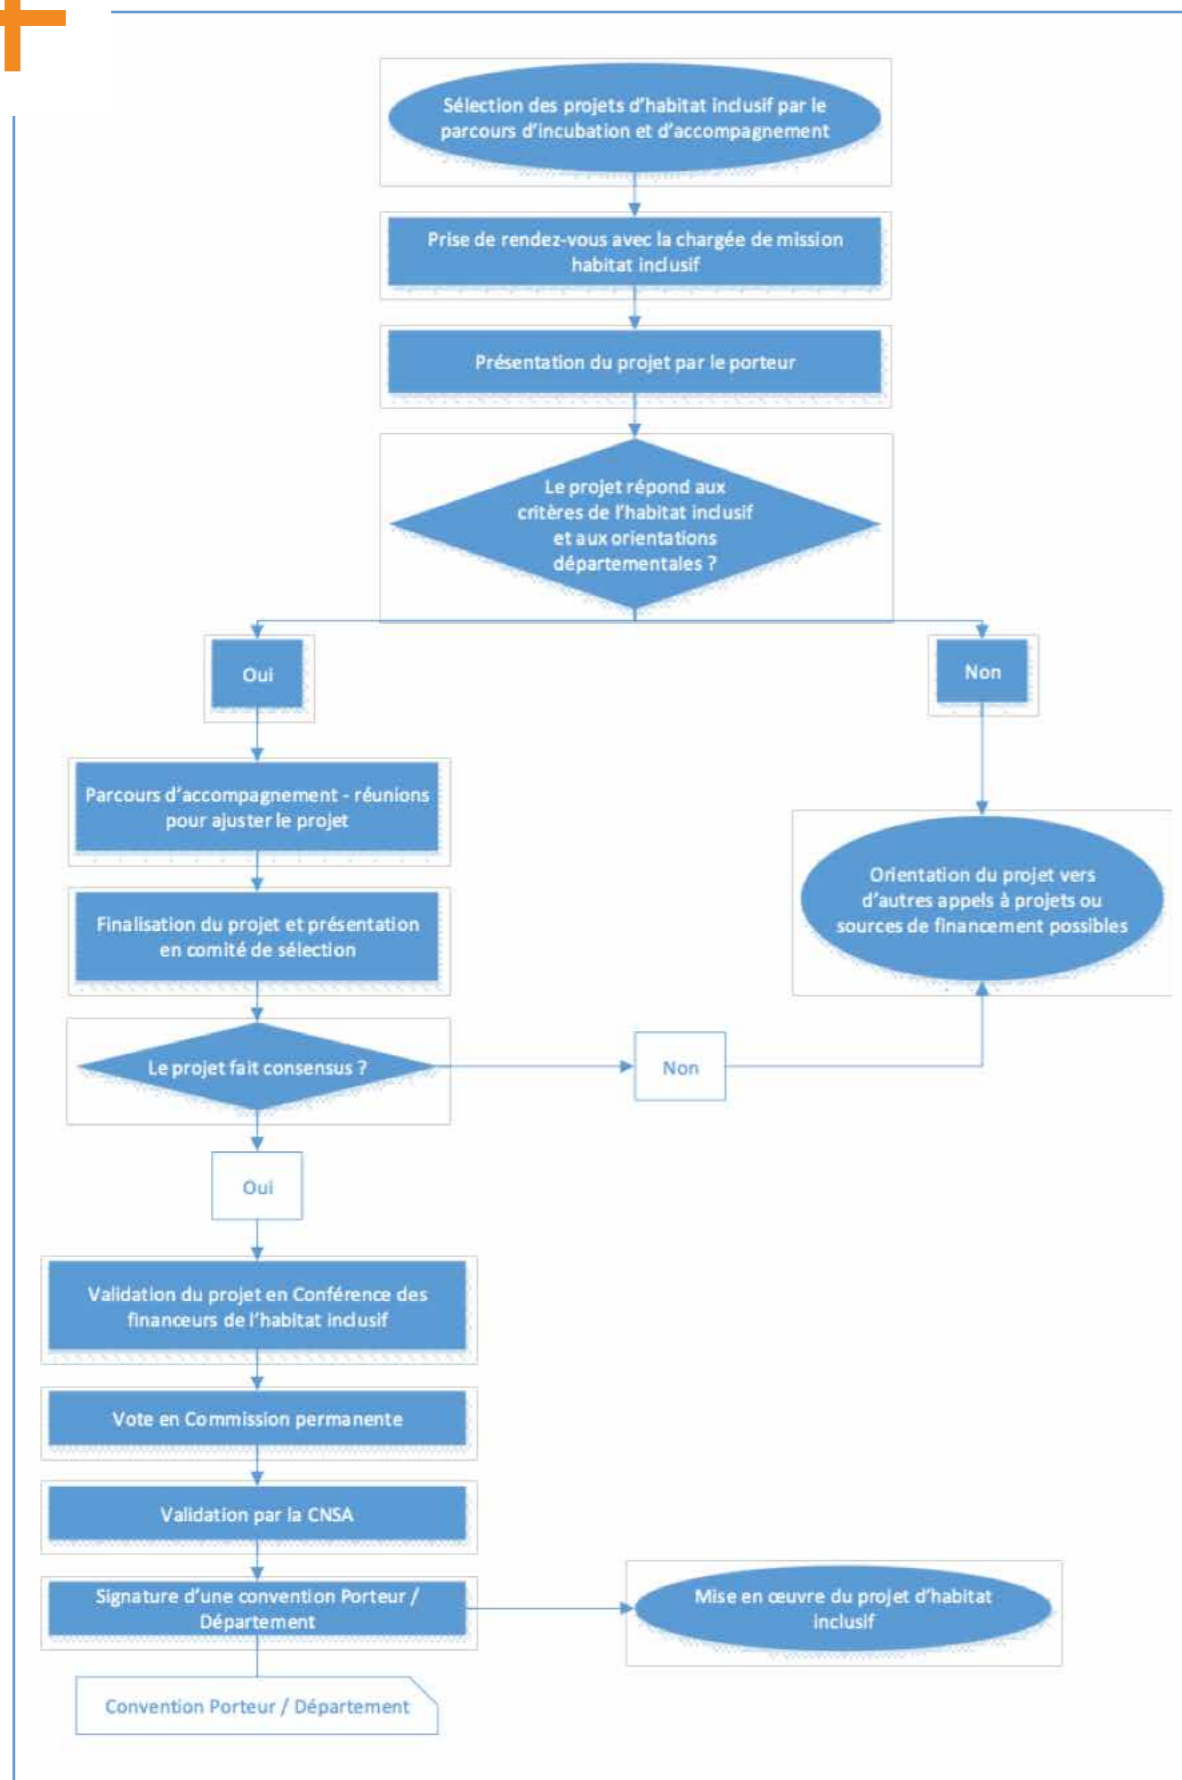 Sélection des projets d'habitat inclusif par le
parcours d'incubation et d'accompagnement
Prise de rendez-vous avec la chargée de mission
habitat inclusif
Présentation du projet par le porteur
Le projet répond aux
critères de l'habitat inclusif
et aux orientations
départementales ?
Oui
Non
Parcours d'accompagnement - réunions
pour ajuster le projet
Orientation du projet vers
d'autres appels à projets ou
sources de financement possibles
Finalisation du projet et présentation
en comité de sélection
Le projet fait consensus ?
Non
Oui
Validation du projet en Conférence des
financeurs de l'habitat inclusif
Vote en Commission permanente
Validation par la CNSA
Signature d'une convention Porteur /
Département
Mise en œuvre du projet d'habitat
inclusif
Convention Porteur / Département